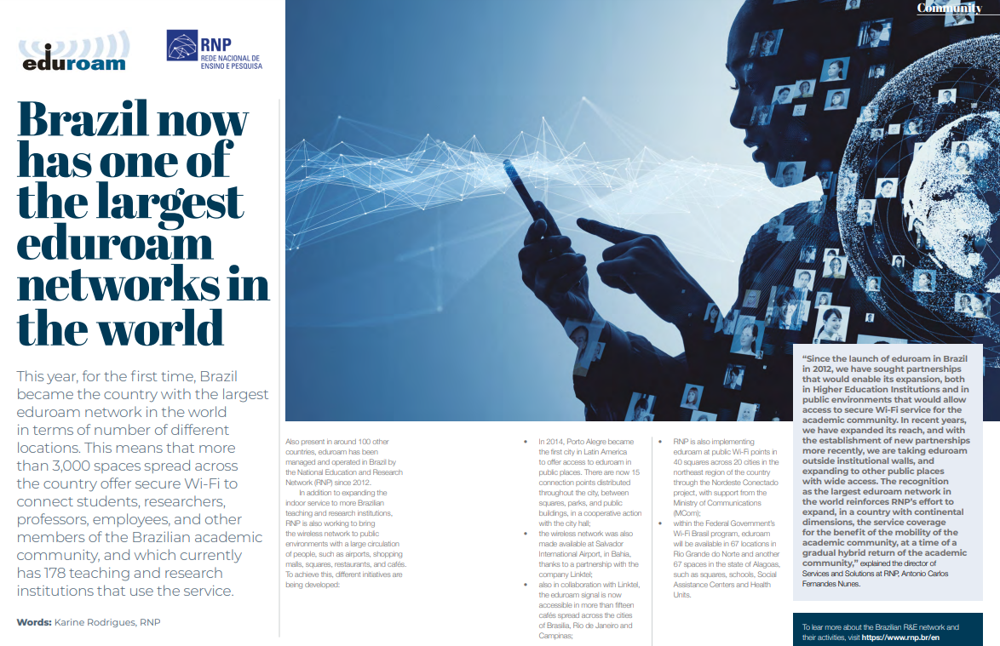 Community
eduroam
RNP
REDE NACIONAL DE
ENSINO E PESQUISA
Brazil now
has one of
the largest
eduroam
networks in
the world
This year, for the first time, Brazil
became the country with the largest
eduroam network in the world
in terms of number of different
locations. This means that more
than 3,000 spaces spread across
the country offer secure Wi-Fi to
connect students, researchers,
professors, employees, and other
members of the Brazilian academic
community, and which currently
has 178 teaching and research
institutions that use the service.
Words: Karine Rodrigues, RNP
Also present in around 100 other
countries, eduroam has been
managed and operated in Brazil by
the National Education and Research
Network (RNP) since 2012.
In addition to expanding the
indoor service to more Brazilian
teaching and research institutions,
RNP is also working to bring
the wireless network to public
environments with a large circulation
of people, such as airports, shopping
malls, squares, restaurants, and cafés.
To achieve this, different initiatives are
being developed:
• In 2014, Porto Alegre became
the first city in Latin America
to offer access to eduroam in
public places. There are now 15
connection points distributed
throughout the city, between
squares, parks, and public
buildings, in a cooperative action
with the city hall;
• the wireless network was also
made available at Salvador
International Airport, in Bahia,
thanks to a partnership with the
company Linktel;
• also in collaboration with Linktel,
the eduroam signal is now
accessible in more than fifteen
cafés spread across the cities
of Brasilia, Rio de Janeiro and
Campinas;
• RNP is also implementing
eduroam at public Wi-Fi points in
40 squares across 20 cities in the
northeast region of the country
through the Nordeste Conectado
project, with support from the
Ministry of Communications
(MCom);
• within the Federal Government's
Wi-Fi Brasil program, eduroam
will be available in 67 locations in
Rio Grande do Norte and another
67 spaces in the state of Alagoas,
such as squares, schools, Social
Assistance Centers and Health
Units.
“Since the launch of eduroam in Brazil
in 2012, we have sought partnerships
that would enable its expansion, both
in Higher Education Institutions and in
public environments that would allow
access to secure Wi-Fi service for the
academic community. In recent years,
we have expanded its reach, and with
the establishment of new partnerships
more recently, we are taking eduroam
outside institutional walls, and
expanding to other public places
with wide access. The recognition
as the largest eduroam network in
the world reinforces RNP's effort to
expand, in a country with continental
dimensions, the service coverage
for the benefit of the mobility of the
academic community, at a time of a
gradual hybrid return of the academic
community,” explained the director of
Services and Solutions at RNP, Antonio Carlos
Fernandes Nunes.
To lear more about the Brazilian R&E network and
their activities, visit https://www.rnp.br/en